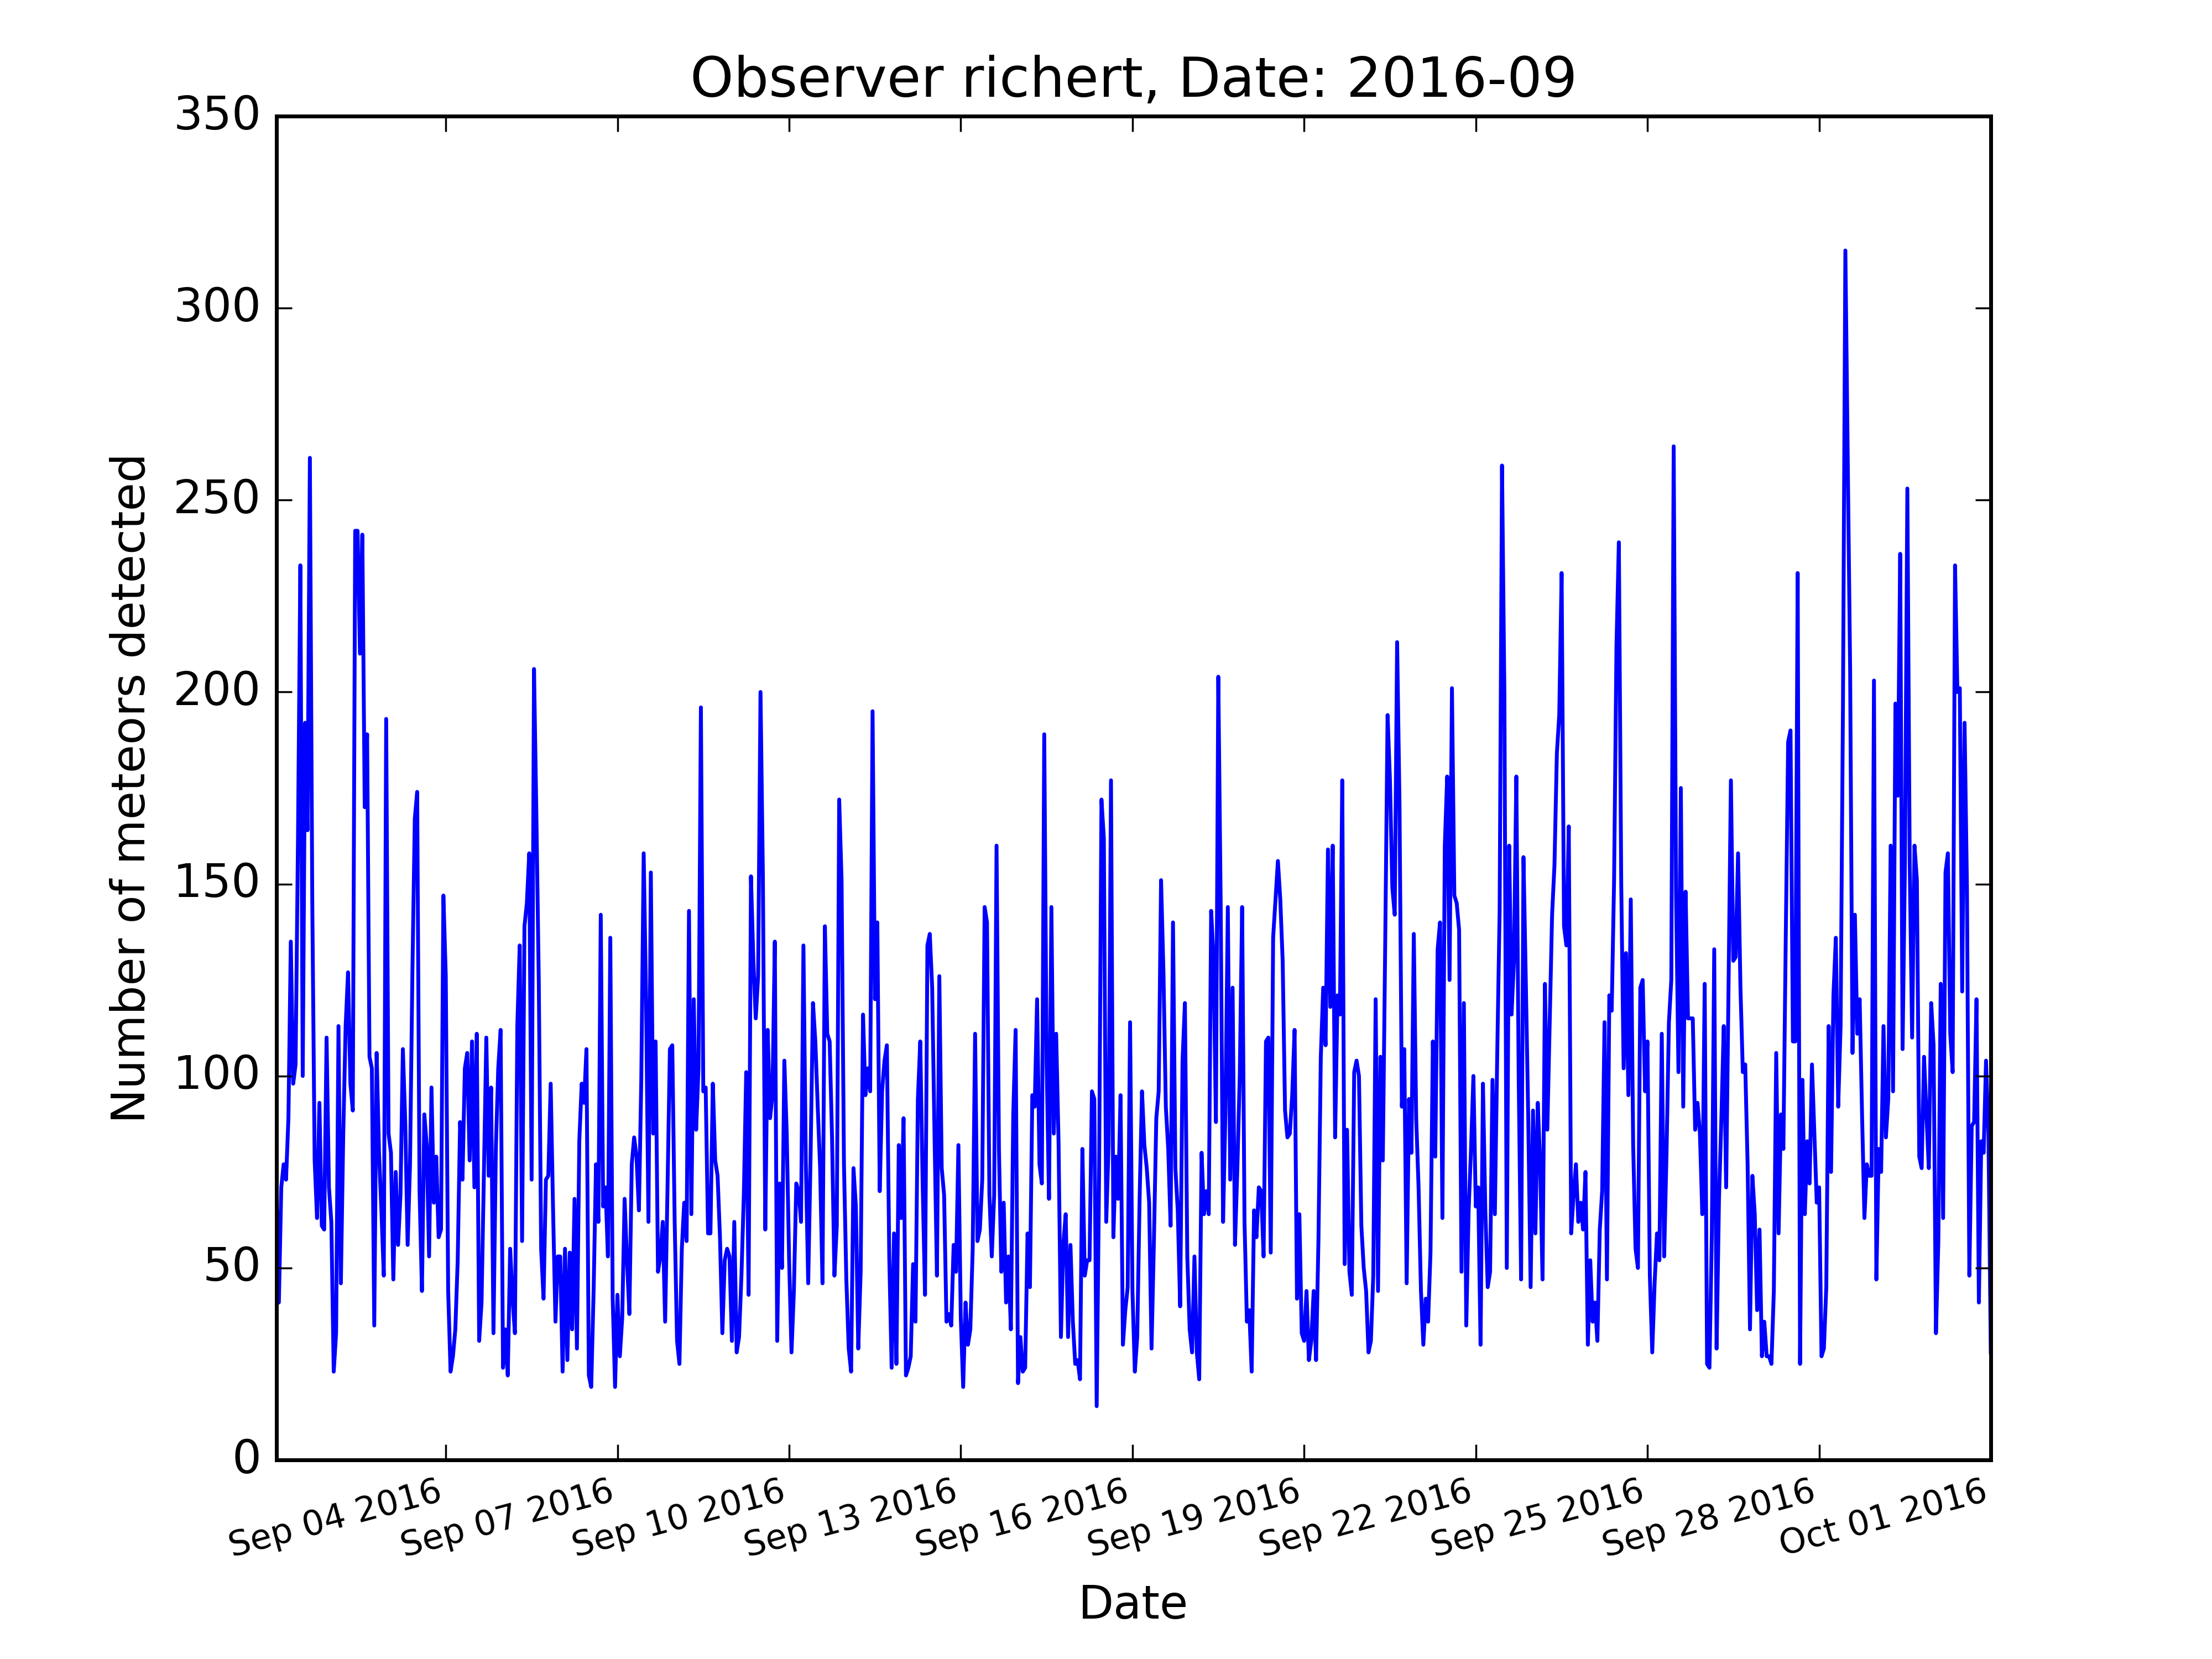 Observer richert, Date: 2016-09
350
300
250
200
150
100
50
0
Number of meteors detected
Sep 04 2016
Sep 07 2016
Sep 10 2016
Sep 13 2016
Sep 16 2016
Sep 19 2016
Sep 22 2016
Sep 25 2016
Sep 28 2016
Oct 01 2016
Date